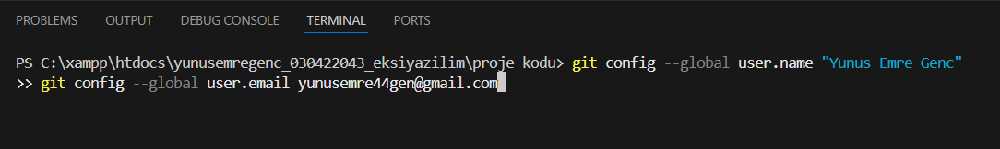 PROBLEMS OUTPUT DEBUG CONSOLE TERMINAL PORTS
PS C:\xampp\htdocs\yunusemregenc_030422043_eksiyazilim\proje kodu> git config --global user.name "Yunus Emre Genc"
>> git config --global user.email yunusemre44gen@gmail.com